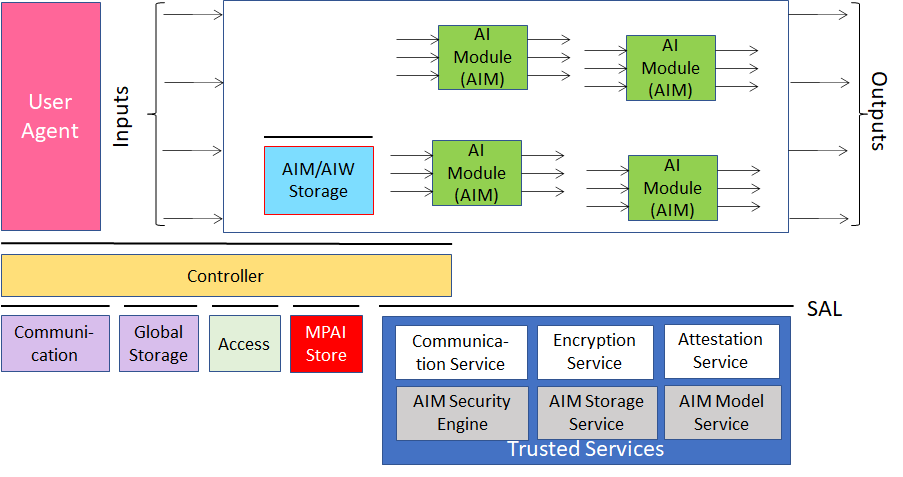 User
Agent
Inputs
AI
Module
(AIM)
AI
Module
(AIM)
AIM/AIW
Storage
AI
Module
(AIM)
AI
Module
(AIM)
Outputs
Controller
SAL
Communi-
cation
Global
Storage
Access
MPAI
Store
Communica-
tion Service
Encryption
Service
Attestation
Service
AIM Security
Engine
AIM Storage
Service
AIM Model
Service
Trusted Services